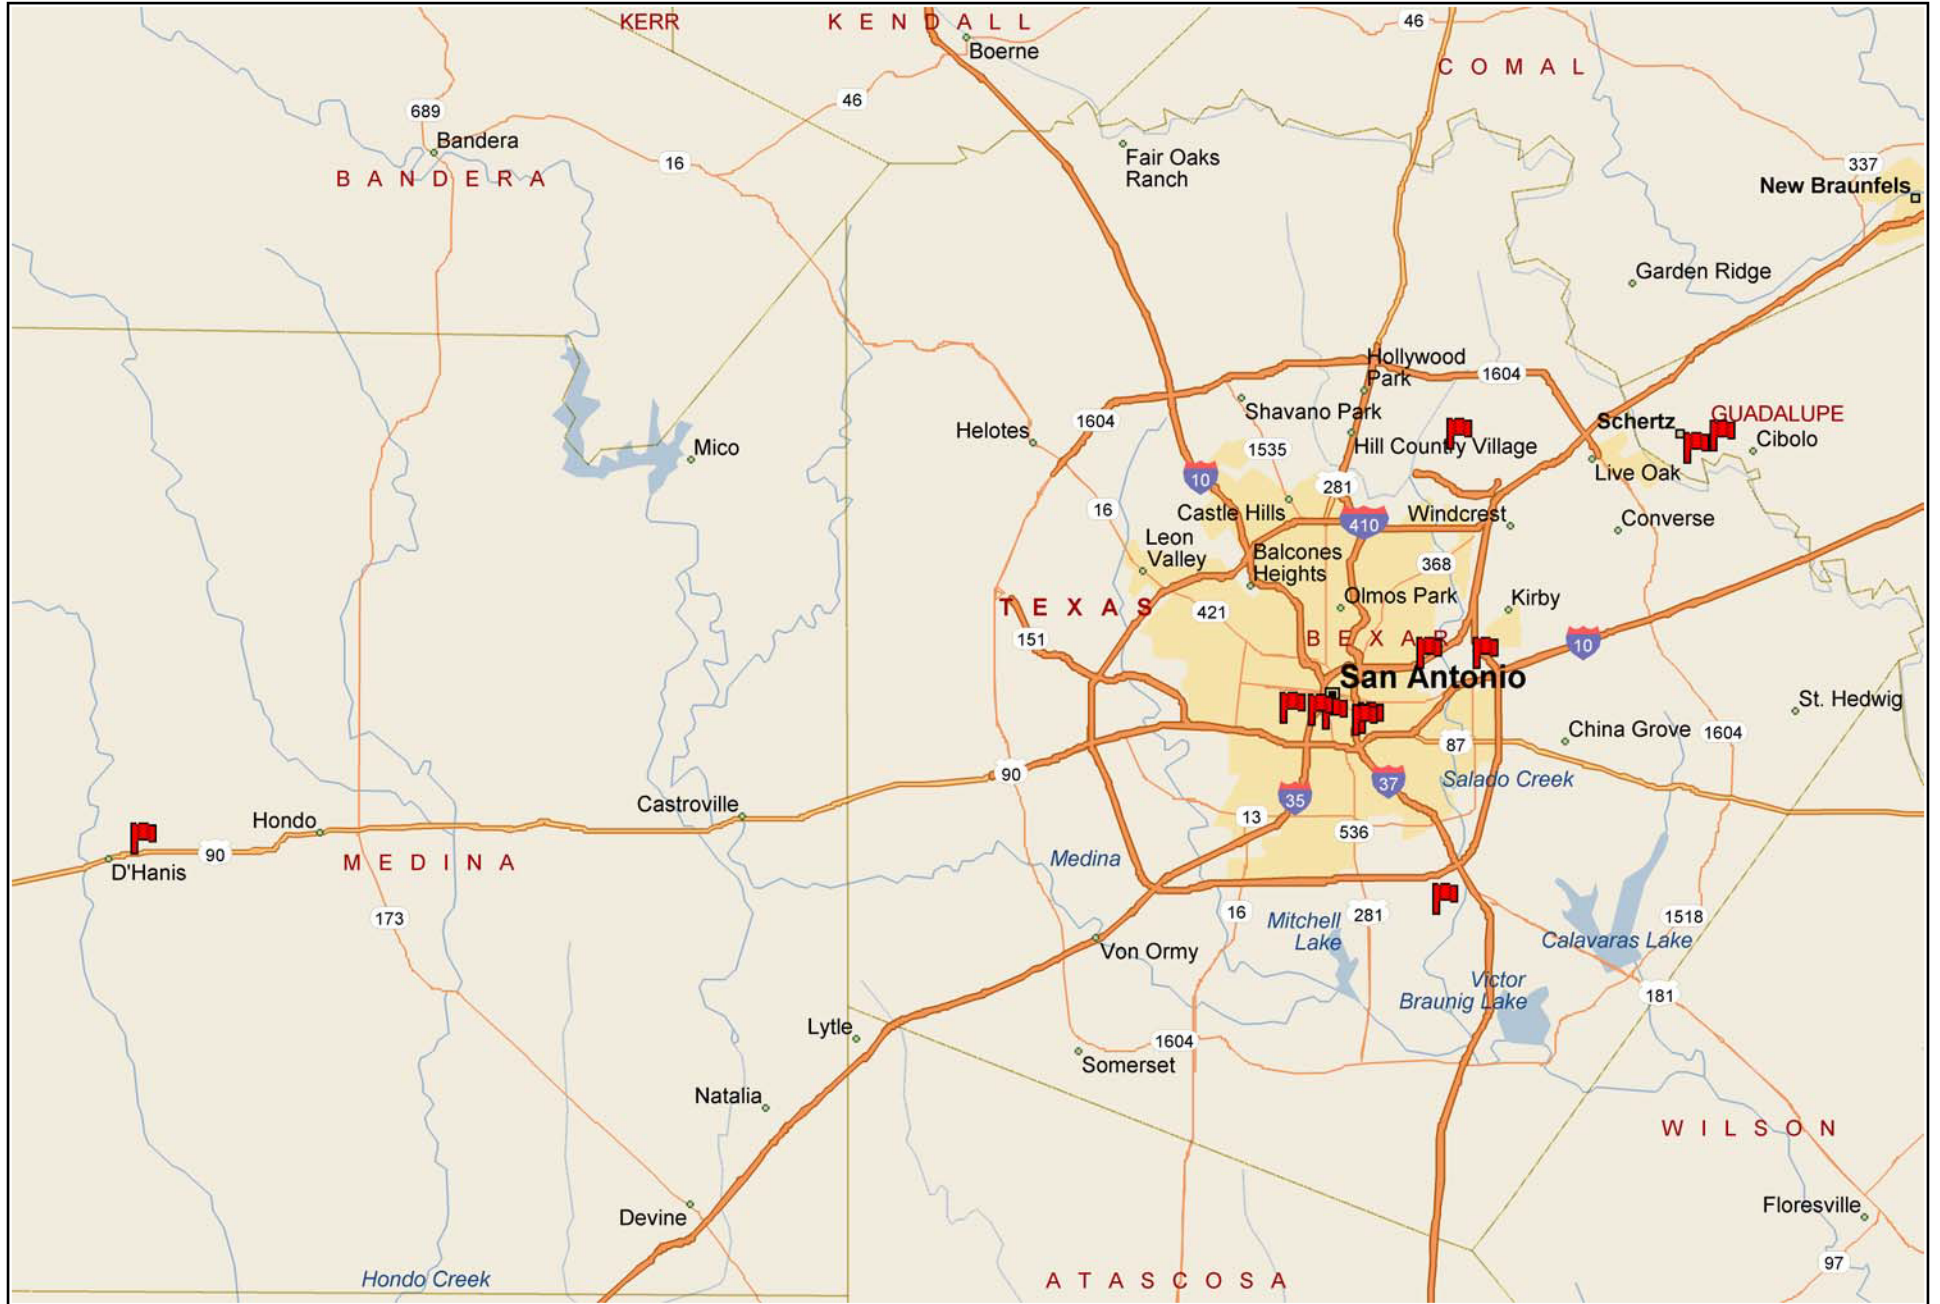 KERR
KENDALL
46
Boerne
COMAL
46
689
Bandera
16
BANDERA
Fair Oaks
Ranch
337
New Braunfels
Garden Ridge
Hollywood
Park
1604
Shavano Park
1604
Helotes
Schertz
GUADALUPE
Cibolo
Mico
1535
Hill Country Village
Live Oak
10
281
16
Castle Hills
410
Windcrest
Converse
Leon
Valley
Balcones
Heights
368
TEXAS
421
Olmos Park
Kirby
151
BEXAR
10
San Antonio
St. Hedwig
China Grove
1604
87
90
Salado Creek
37
35
Castroville
Hondo
13
536
90
D'Hanis
MEDINA
Medina
173
16
Mitchell
Lake
281
1518
Calavaras Lake
Von Ormy
Victor
Braunig Lake
181
Lytle
1604
Somerset
Natalia
WILSON
Devine
Floresville
97
Hondo Creek
ATASCOSA